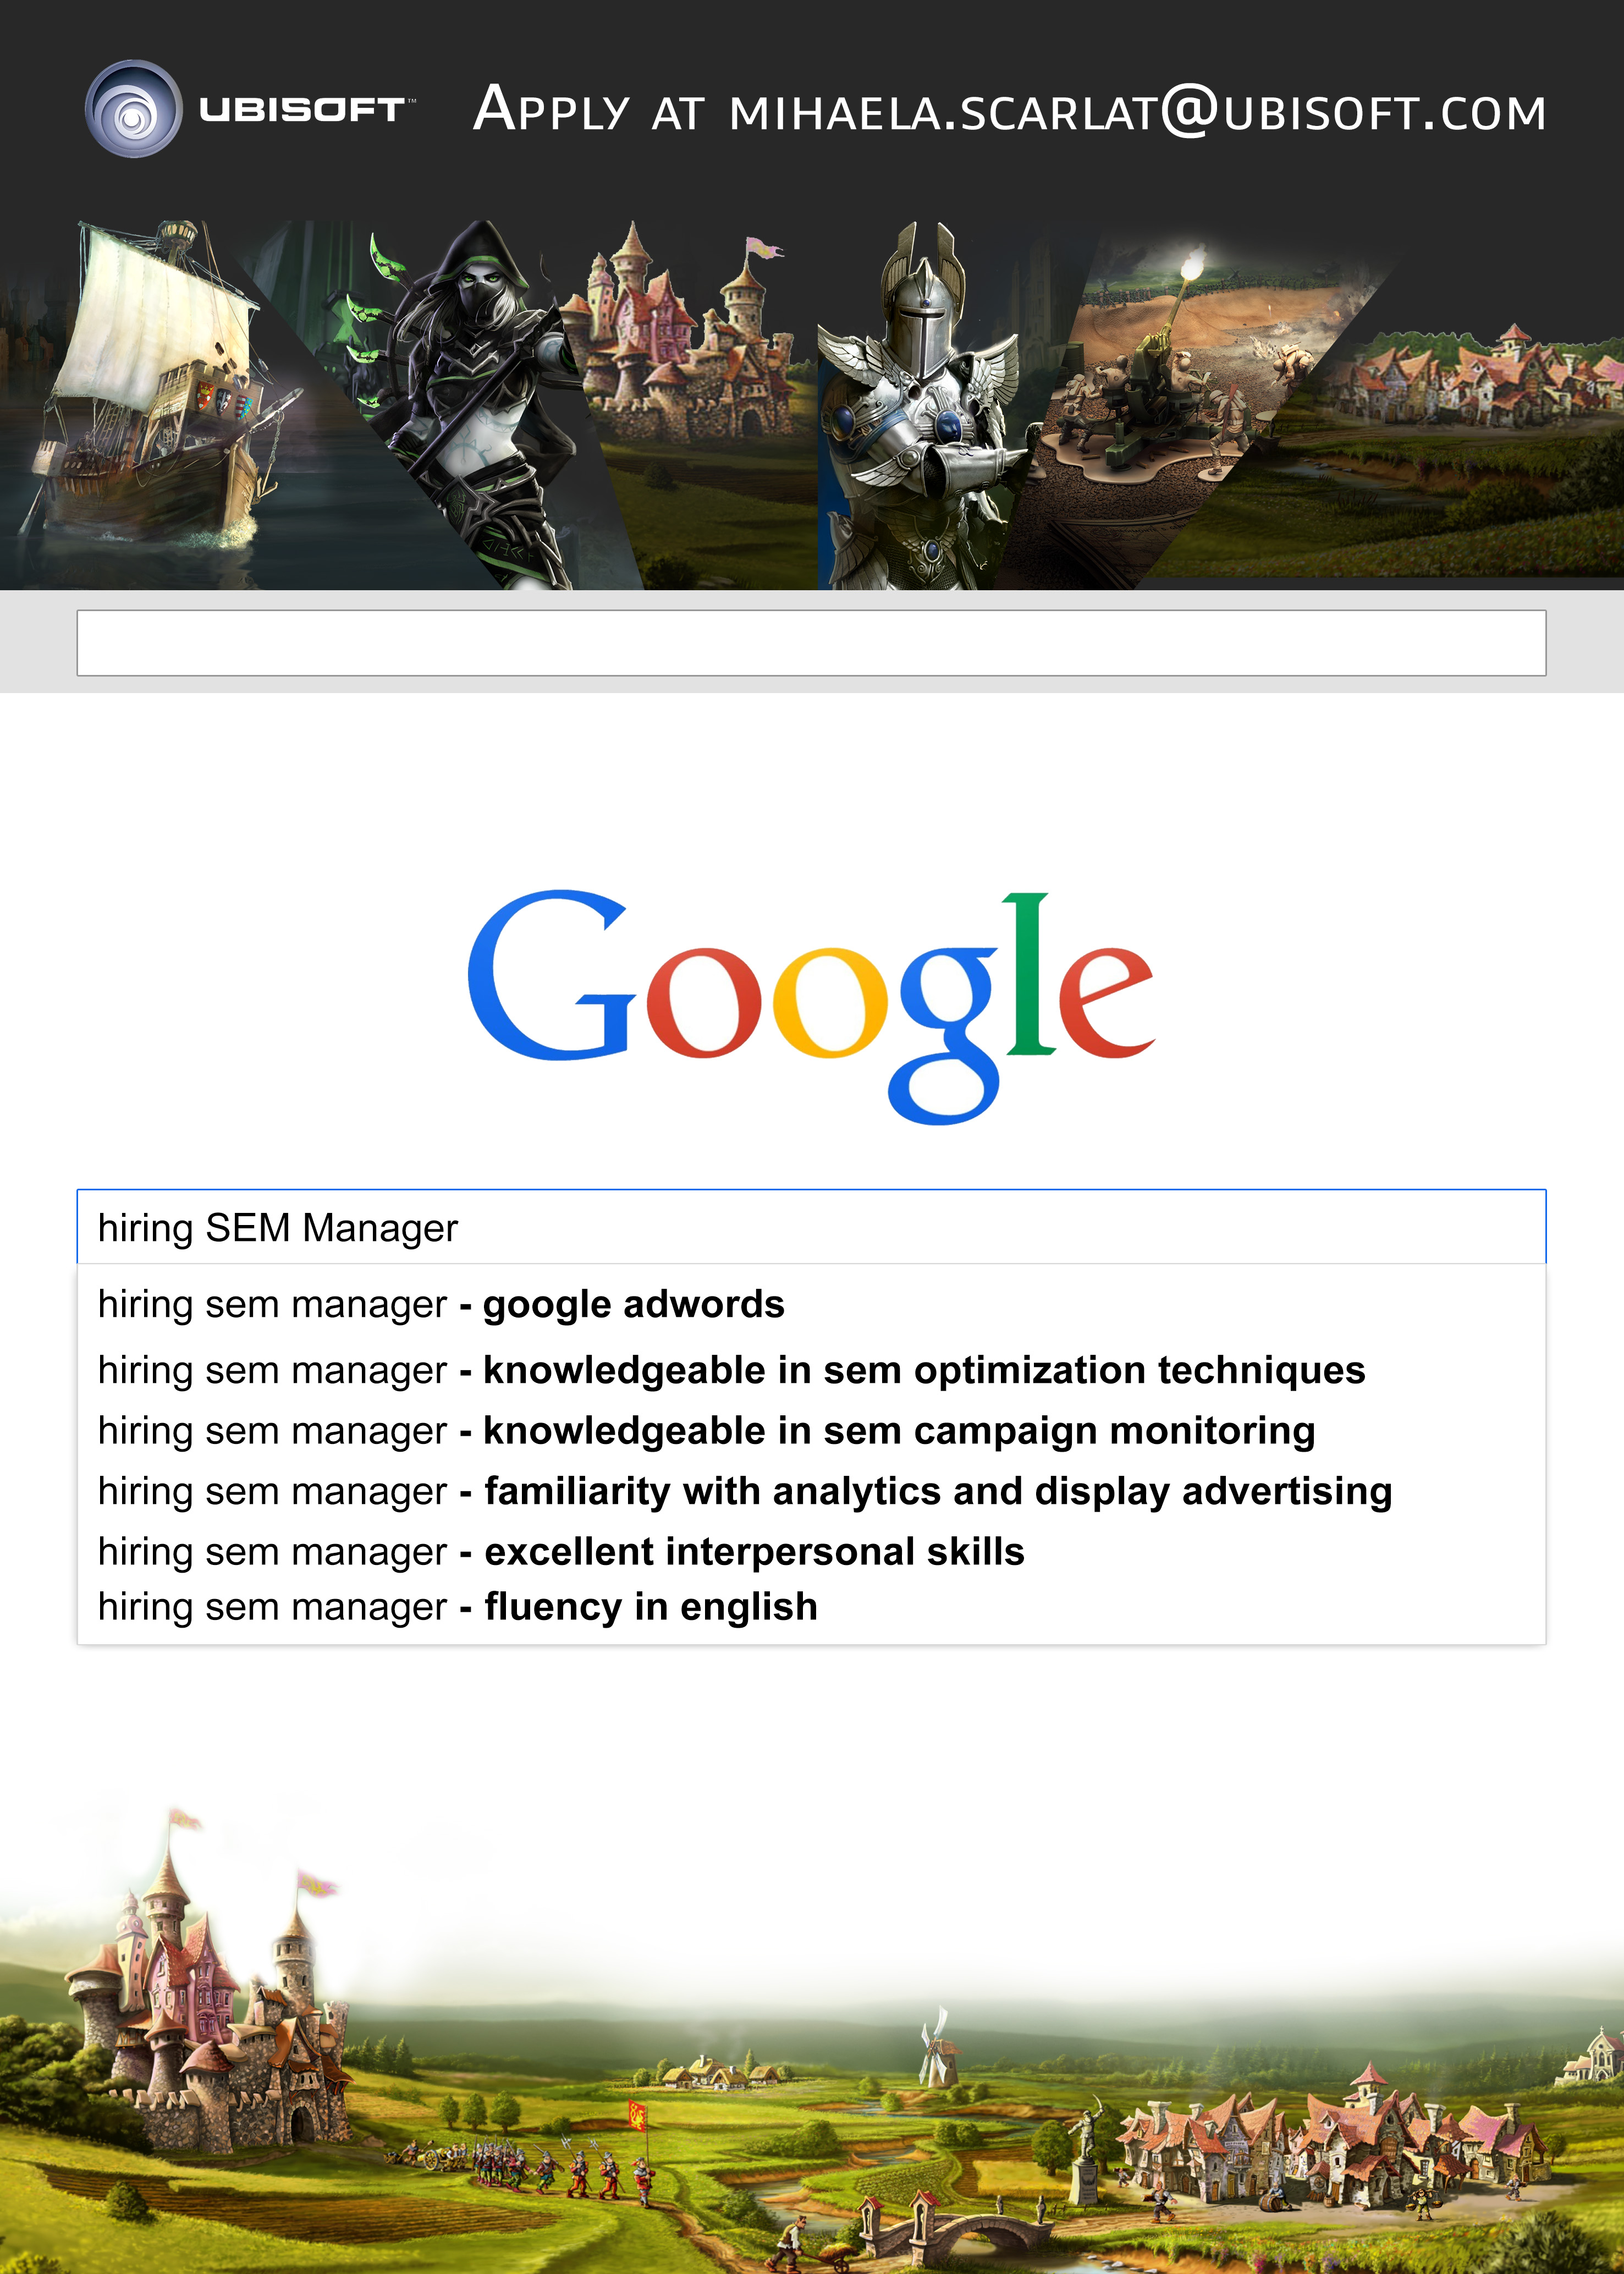 UBISOFT™ Apply at mihaela.scarlat@ubisoft.com
Google
hiring SEM Manager
hiring sem manager - google adwords
hiring sem manager - knowledgeable in sem optimization techniques
hiring sem manager - knowledgeable in sem campaign monitoring
hiring sem manager - familiarity with analytics and display advertising
hiring sem manager - excellent interpersonal skills
hiring sem manager - fluency in english